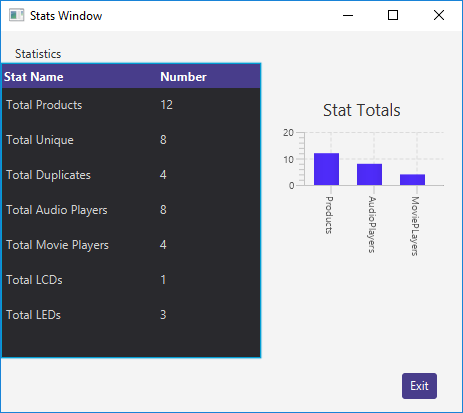 Stats Window
Statistics
Stat Name Number
Total Products 12
Total Unique 8
Total Duplicates 4
Total Audio Players 8
Total Movie Players 4
Total LCDs 1
Total LEDs 3
Stat Totals
20
10
0
Products
AudioPlayers
MoviePLayers
Exit